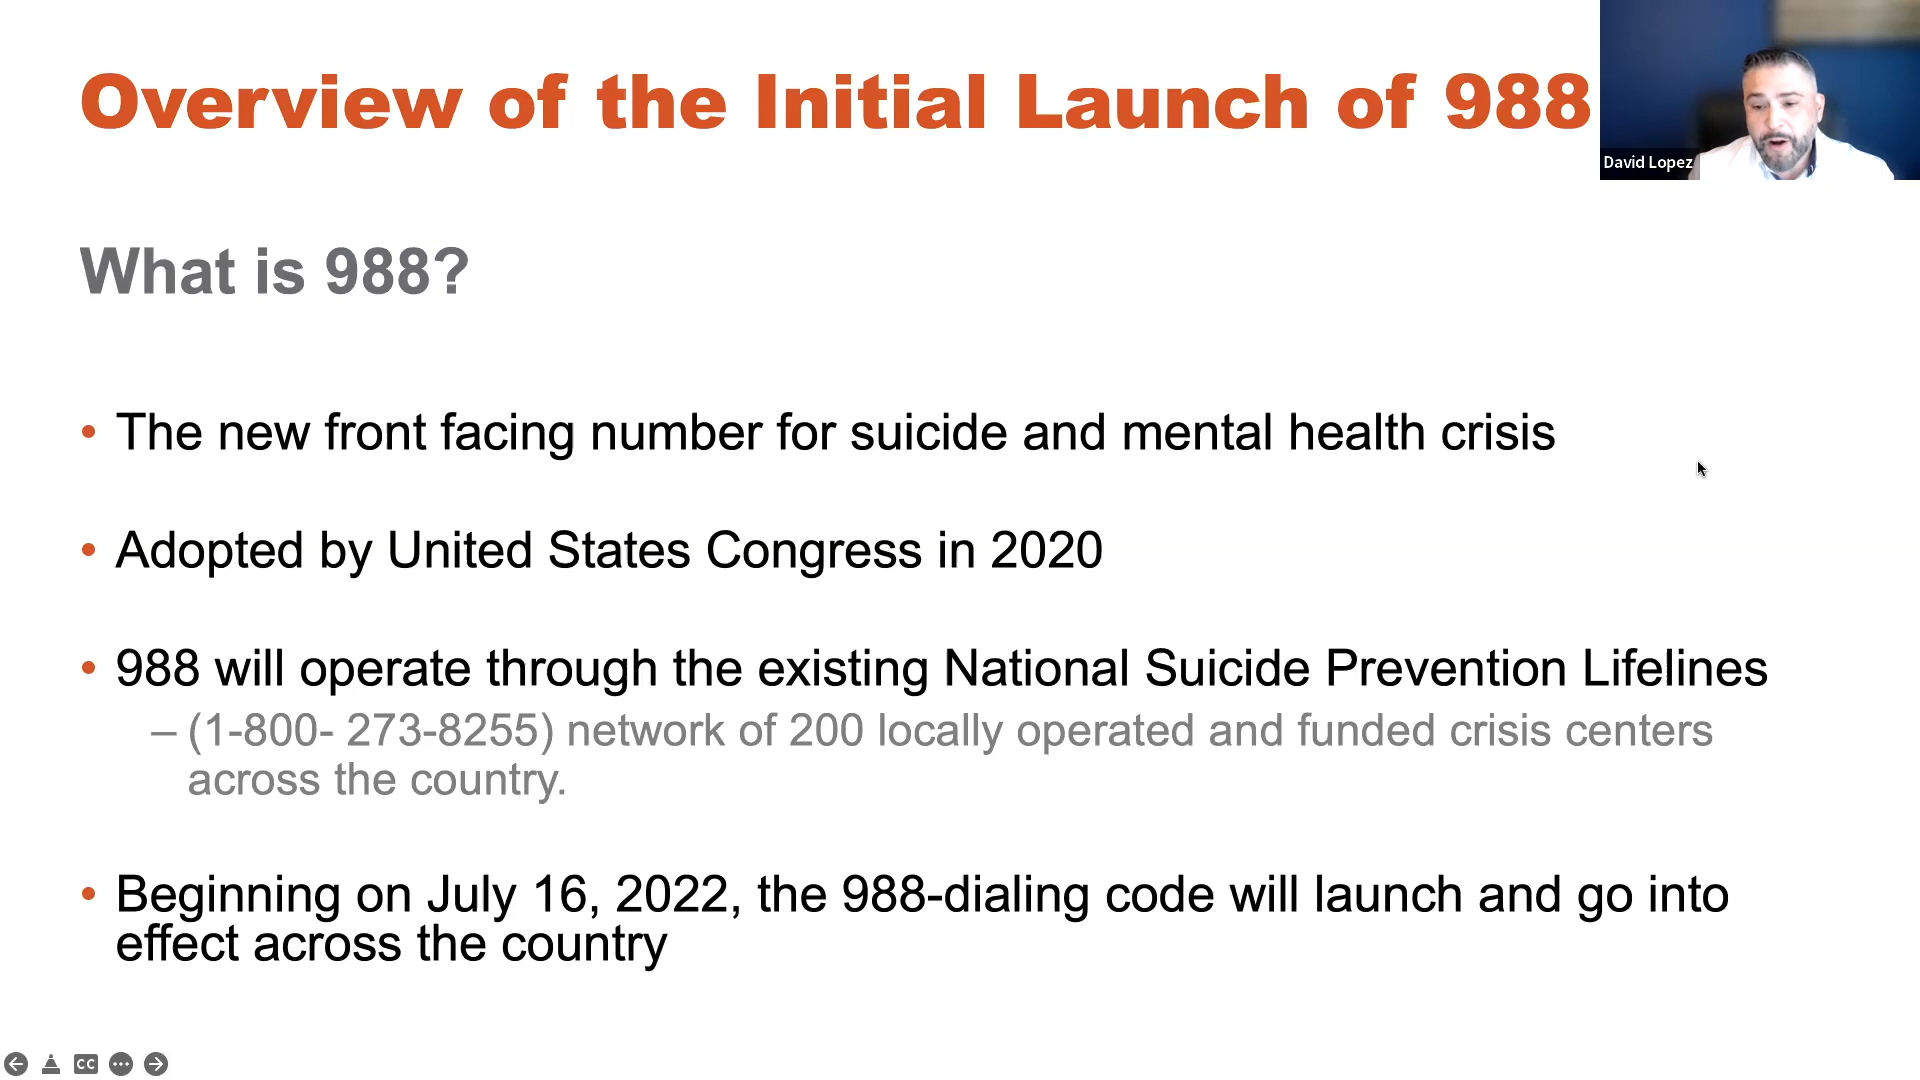 Overview of the Initial Launch of 988
David Lopez
What is 988?
• The new front facing number for suicide and mental health crisis
• Adopted by United States Congress in 2020
• 988 will operate through the existing National Suicide Prevention Lifelines
– (1-800- 273-8255) network of 200 locally operated and funded crisis centers
across the country.
• Beginning on July 16, 2022, the 988-dialing code will launch and go into
effect across the country
CC